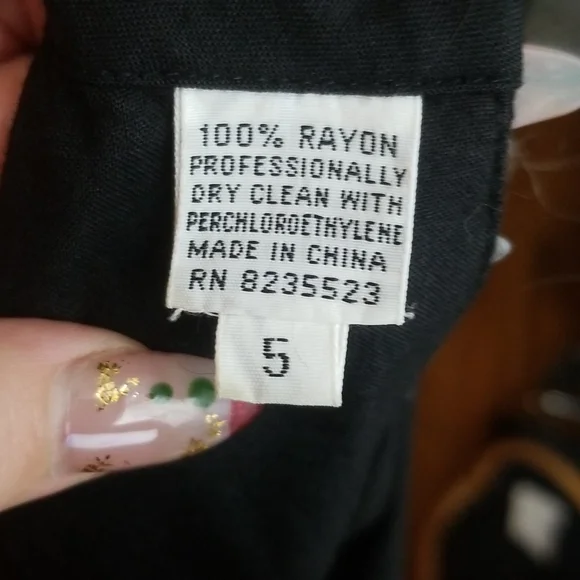 100% RAYON
PROFESSIONALLY
DRY CLEAN WITH
PERCHLOROETHYLENE
MADE IN CHINA
RN 8235523
5